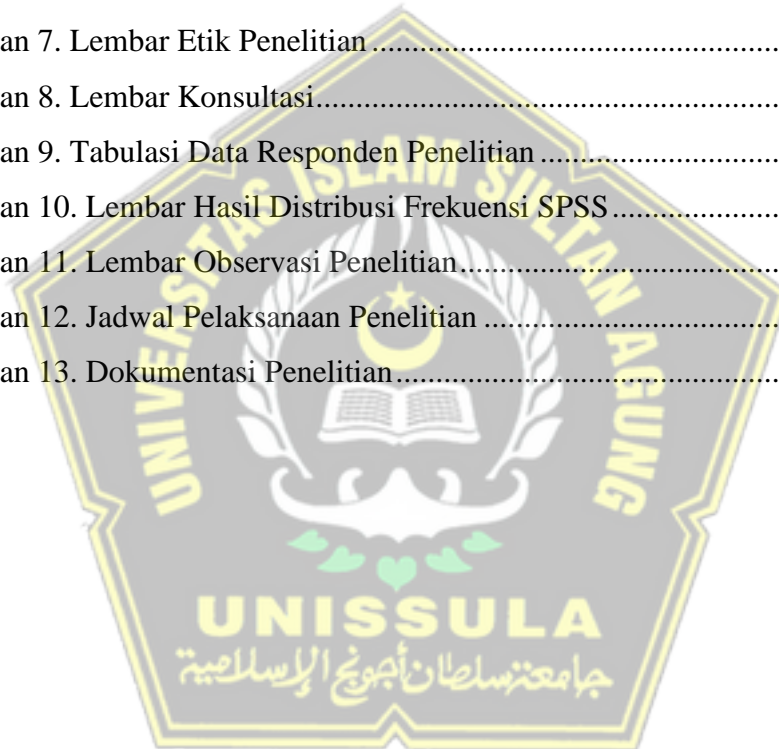 an 7. Lembar Etik Penelitian ................................................
an 8. Lembar Konsultasi......................................................
an 9. Tabulasi Data Responden Penelitian ............................
an 10. Lembar Hasil Distribusi Frekuensi SPSS....................
an 11. Lembar Observasi Penelitian......................................
an 12. Jadwal Pelaksanaan Penelitian ...................................
an 13. Dokumentasi Penelitian..............................................
UNIVERSITAS ISLAM SULTAN AGUNG
UNISSULA
جامعة سلطان أجونج الإسلامية